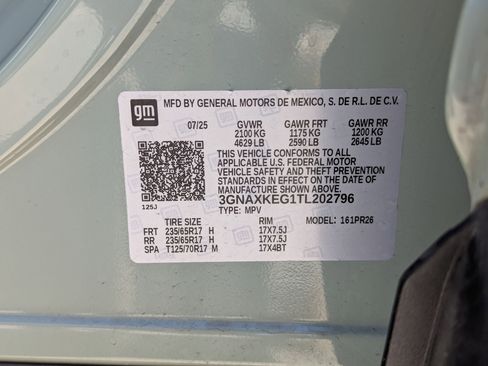 gm
MFD BY GENERAL MOTORS DE MEXICO, S. DE R.L. DE C.V.
07/25 GVWR GAWR FRT GAWR RR
2100 KG 1175 KG 1200 KG
4629 LB 2590 LB 2645 LB
THIS VEHICLE CONFORMS TO ALL
APPLICABLE U.S. FEDERAL MOTOR
VEHICLE SAFETY AND THEFT PREVENTION
STANDARDS IN EFFECT ON THE DATE OF
MANUFACTURE SHOWN ABOVE.
3GNAXKEG1TL202796
125J TYPE: MPV MODEL: 161PR26
TIRE SIZE RIM
FRT 235/65R17 H 17X7.5J
RR 235/65R17 H 17X7.5J
SPA T125/70R17 M 17X4BT